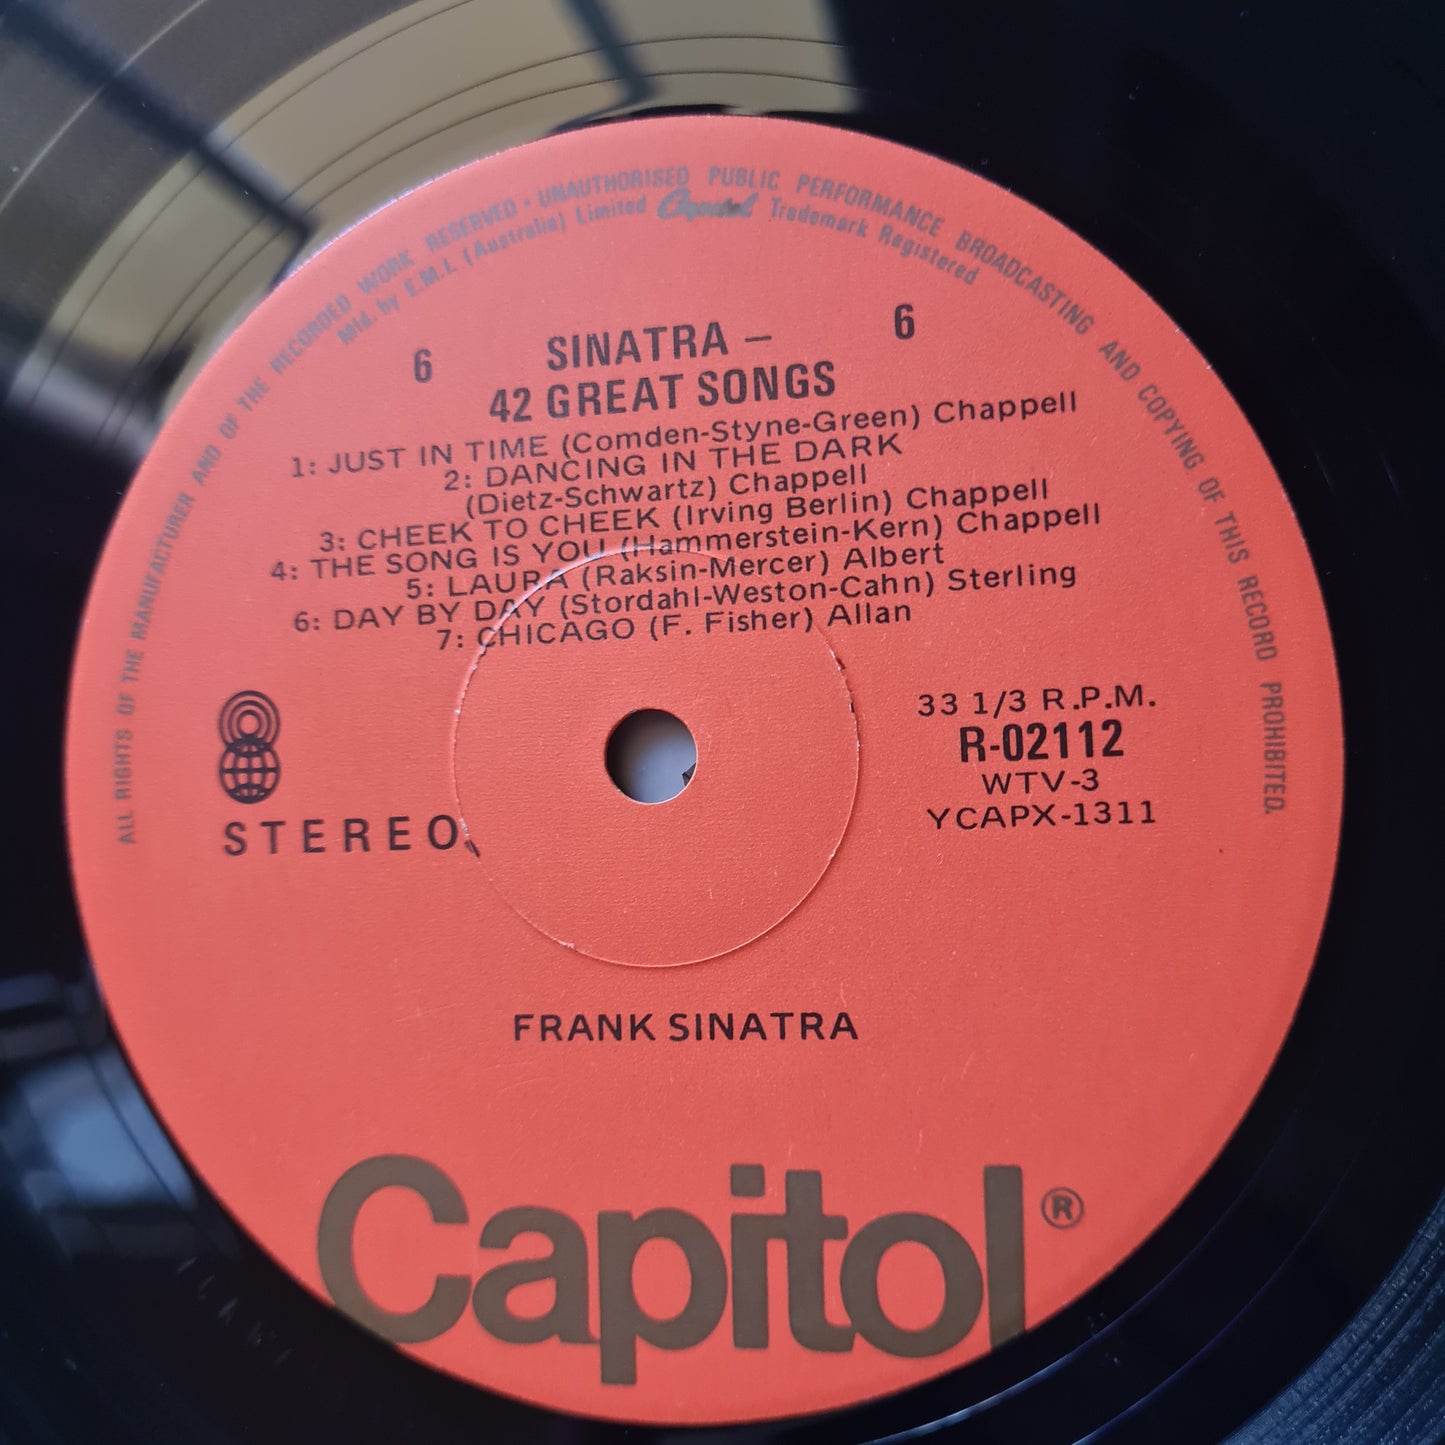 ALL RIGHTS OF THE MANUFACTURER AND OF THE RECORDED WORK RESERVED · UNAUTHORISED PUBLIC PERFORMANCE BROADCASTING AND COPYING OF THIS RECORD PROHIBITED.
Mfd. by E.M.I. (Australia) Limited Capitol Trademark Registered
6 SINATRA – 6
42 GREAT SONGS
1: JUST IN TIME (Comden-Styne-Green) Chappell
2: DANCING IN THE DARK
(Dietz-Schwartz) Chappell
3: CHEEK TO CHEEK (Irving Berlin) Chappell
4: THE SONG IS YOU (Hammerstein-Kern) Chappell
5: LAURA (Raksin-Mercer) Albert
6: DAY BY DAY (Stordahl-Weston-Cahn) Sterling
7: CHICAGO (F. Fisher) Allan
33 1/3 R.P.M.
R-02112
WTV-3
YCAPX-1311
STEREO
FRANK SINATRA
Capitol®